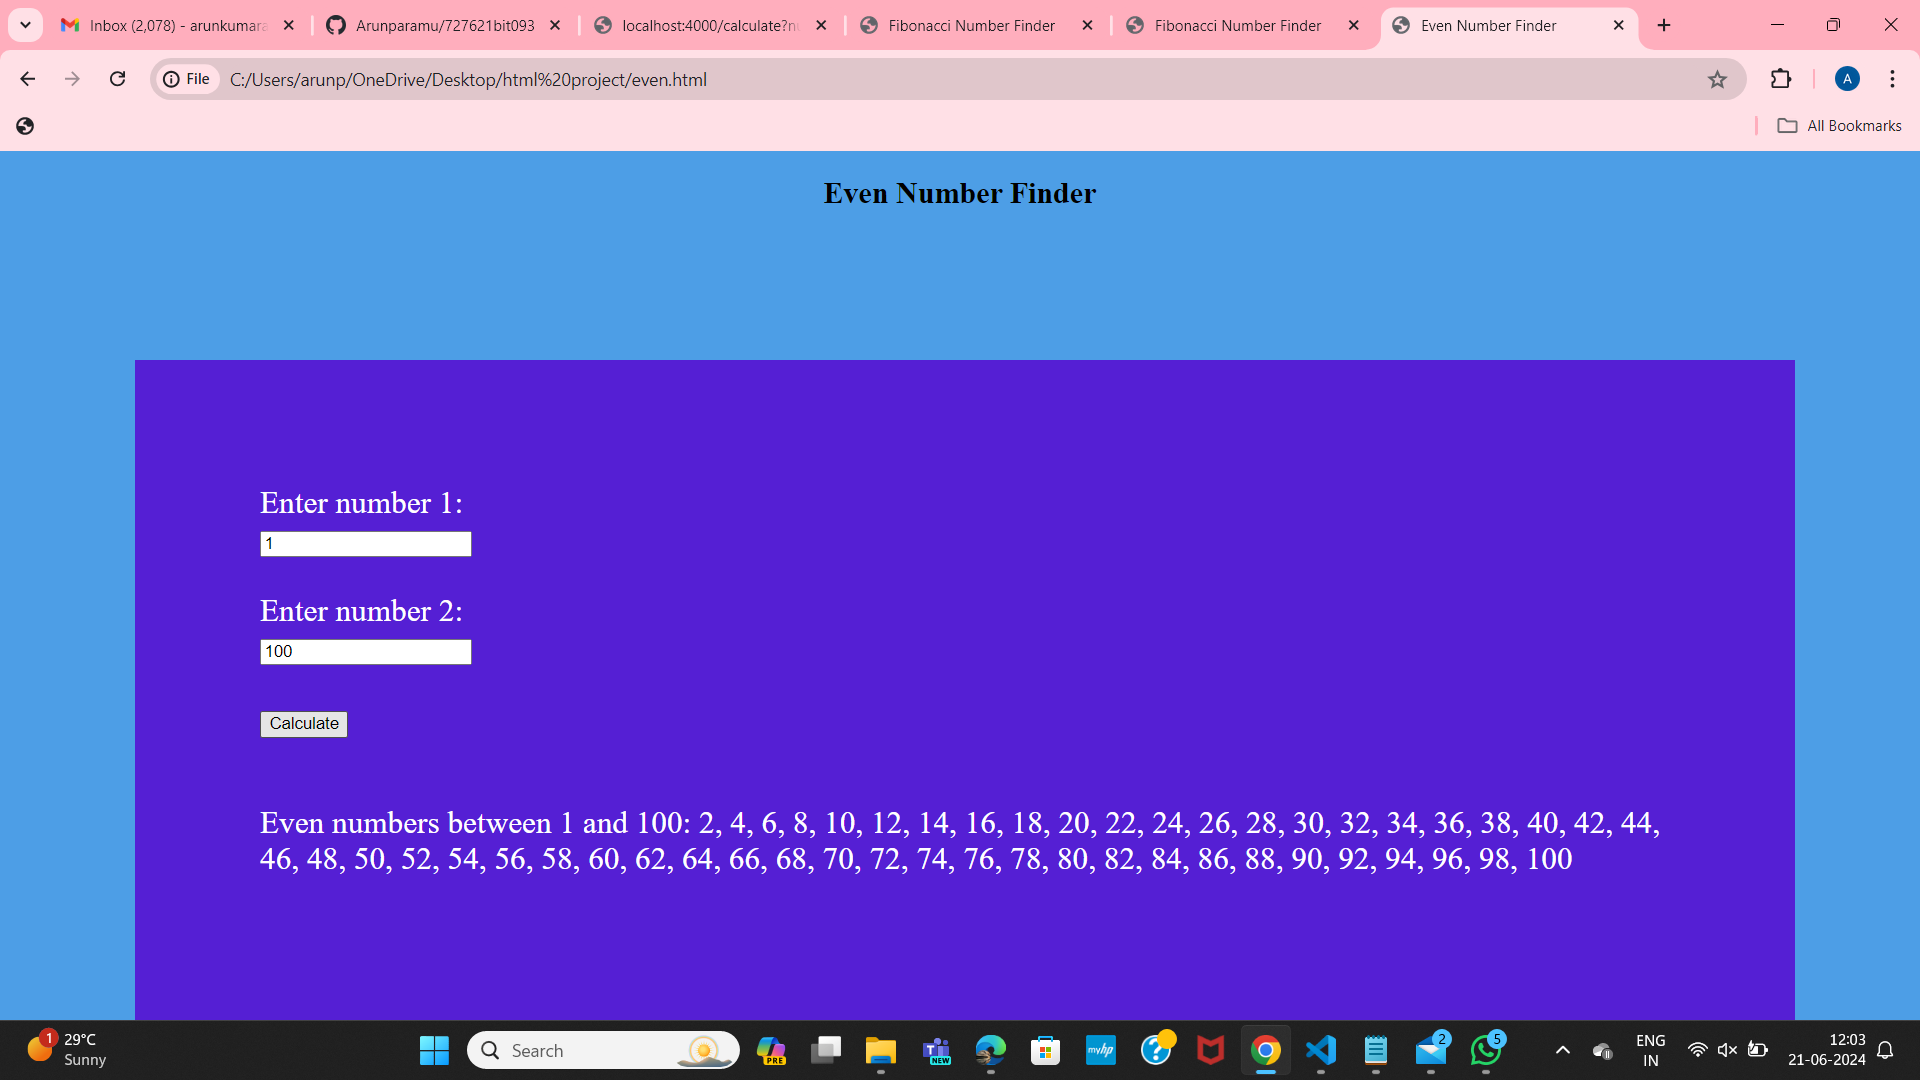 Inbox (2,078) - arunkumara
Arunparamu/727621bit093
localhost:4000/calculate?nu
Fibonacci Number Finder
Fibonacci Number Finder
Even Number Finder
File
C:/Users/arunp/OneDrive/Desktop/html%20project/even.html
A
All Bookmarks
Even Number Finder
Enter number 1:
1
Enter number 2:
100
Calculate
Even numbers between 1 and 100: 2, 4, 6, 8, 10, 12, 14, 16, 18, 20, 22, 24, 26, 28, 30, 32, 34, 36, 38, 40, 42, 44,
46, 48, 50, 52, 54, 56, 58, 60, 62, 64, 66, 68, 70, 72, 74, 76, 78, 80, 82, 84, 86, 88, 90, 92, 94, 96, 98, 100
1
29°C
Sunny
Search
PRE
T
NEW
myhp
?
2
5
ENG
IN
12:03
21-06-2024